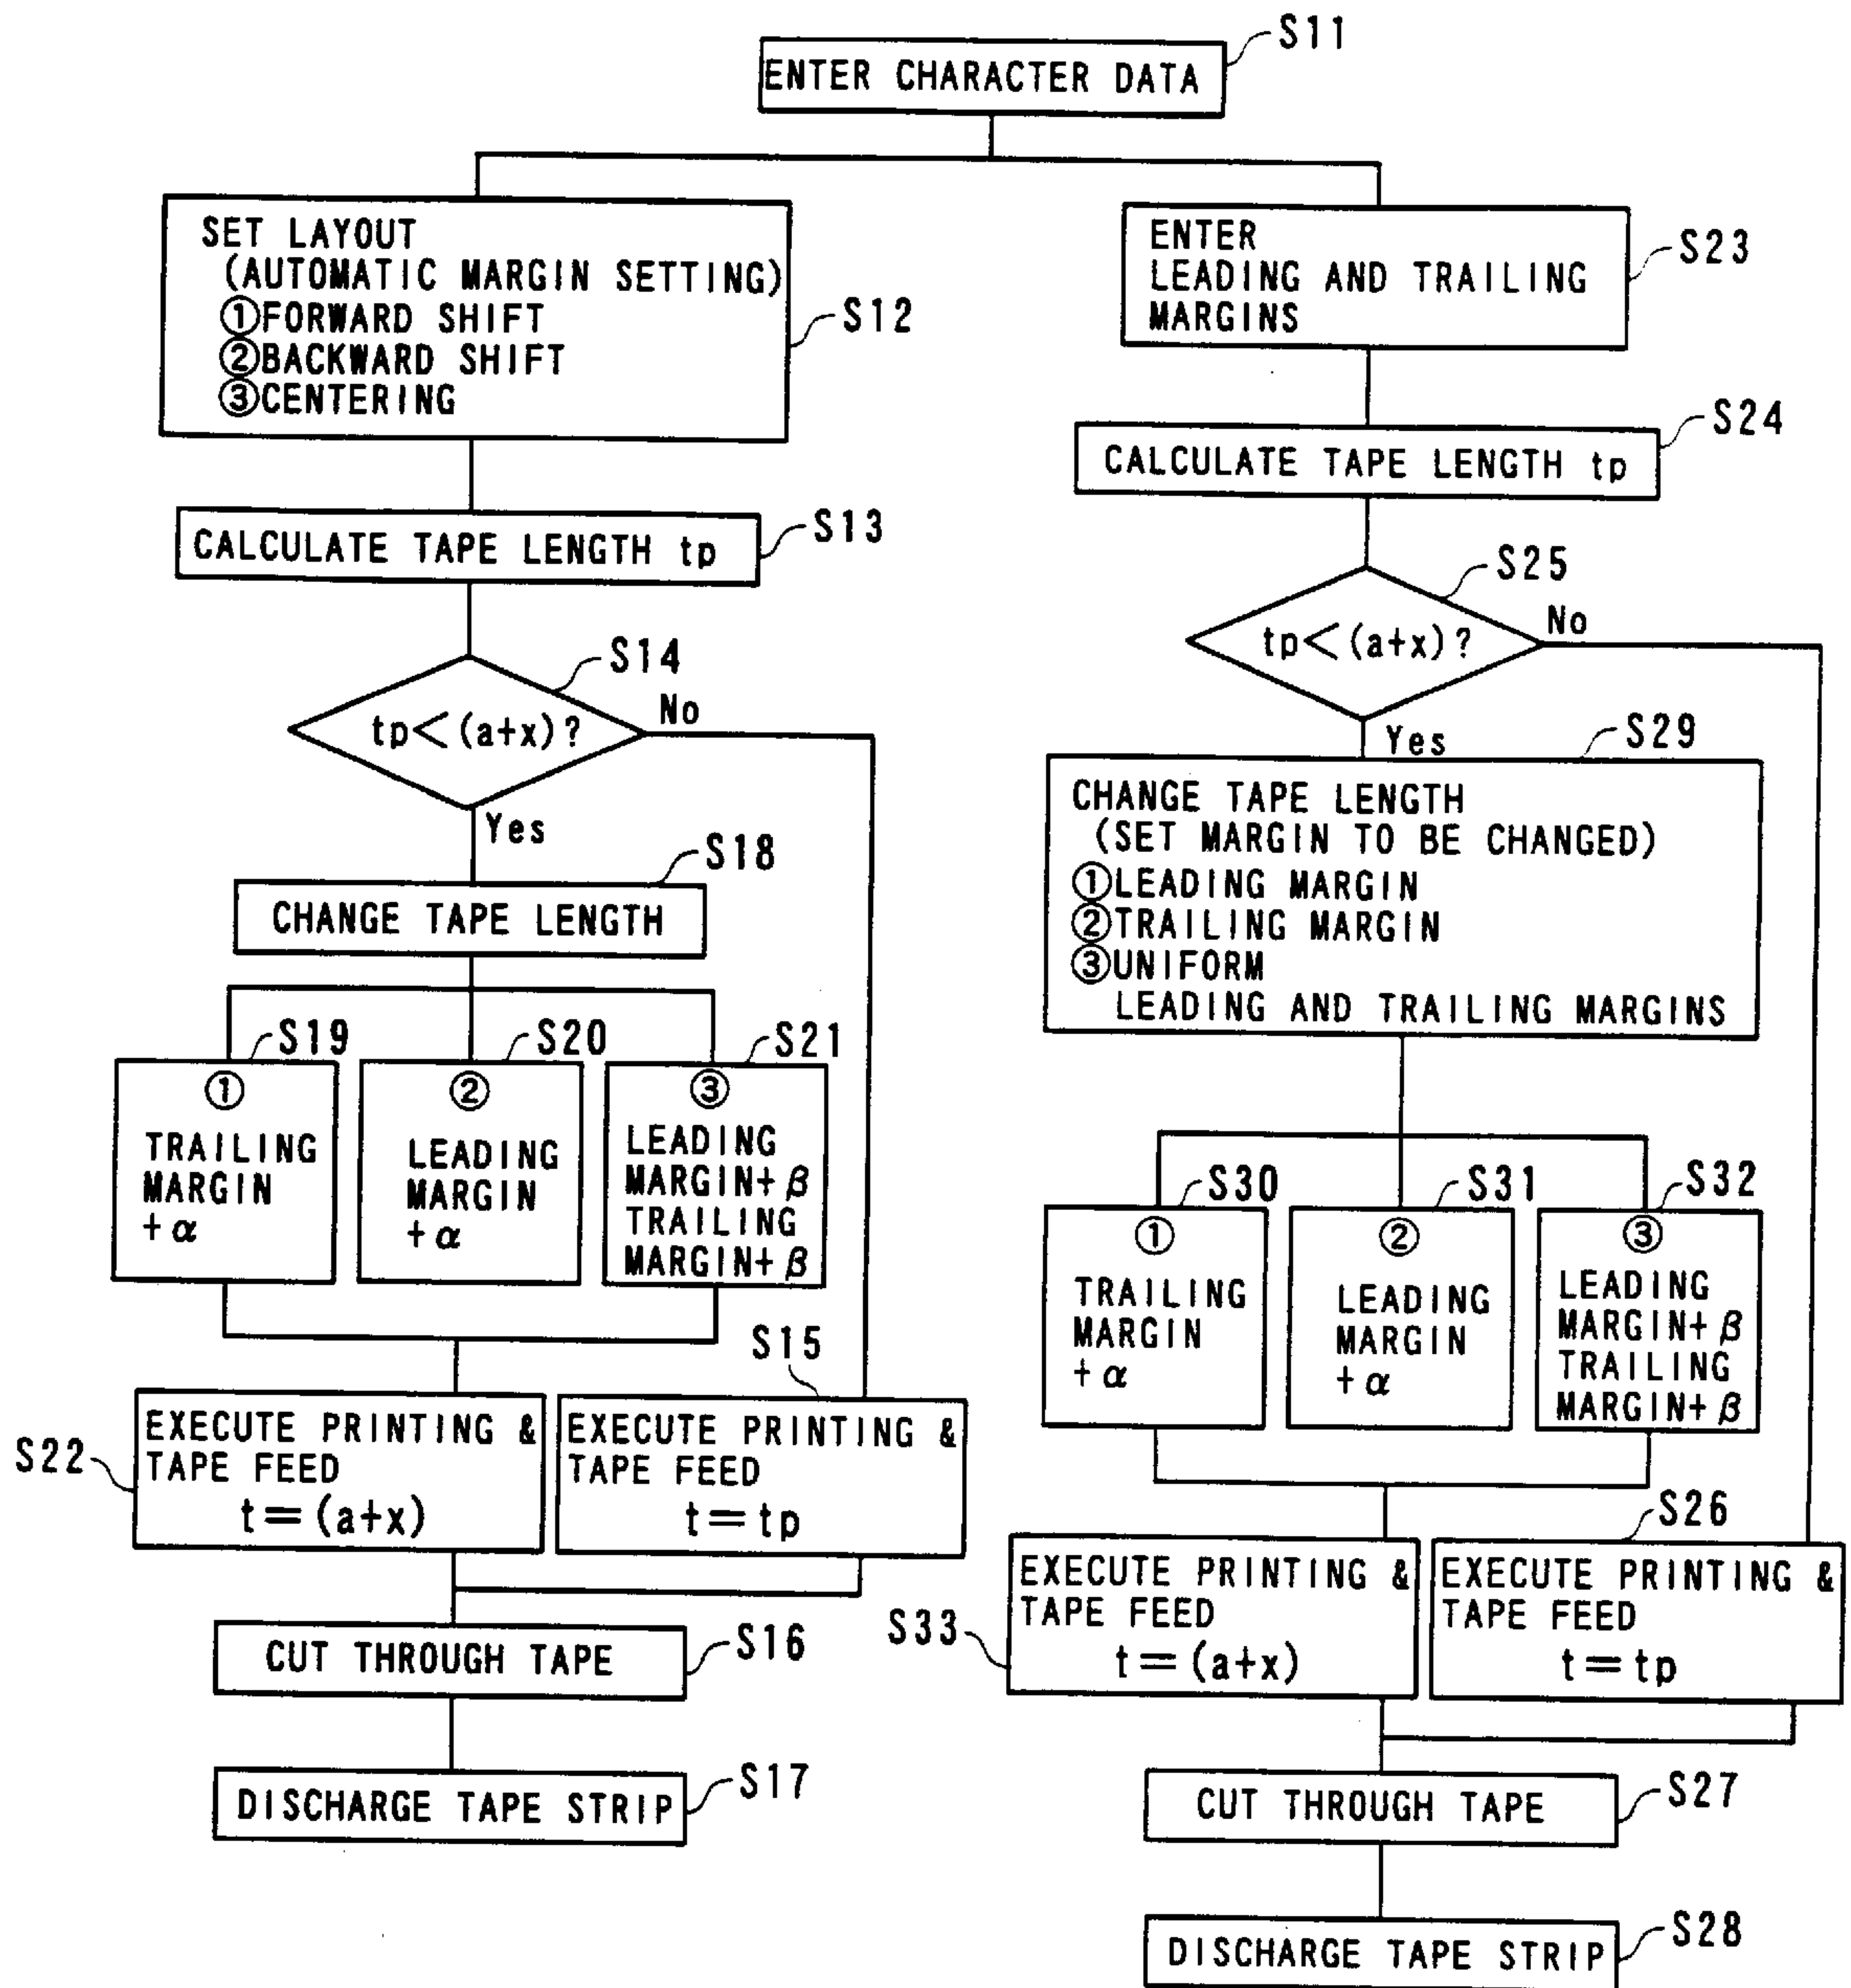 S11
ENTER CHARACTER DATA
SET LAYOUT
(AUTOMATIC MARGIN SETTING)
①FORWARD SHIFT
②BACKWARD SHIFT
③CENTERING
S12
CALCULATE TAPE LENGTH tp
S13
S14
tp<(a+x)?
No
Yes
S18
CHANGE TAPE LENGTH
S19
①
TRAILING
MARGIN
+α
S20
②
LEADING
MARGIN
+α
S21
③
LEADING
MARGIN+β
TRAILING
MARGIN+β
S22
EXECUTE PRINTING &
TAPE FEED
t=(a+x)
S15
EXECUTE PRINTING &
TAPE FEED
t=tp
CUT THROUGH TAPE
S16
DISCHARGE TAPE STRIP
S17
ENTER
LEADING AND TRAILING
MARGINS
S23
S24
CALCULATE TAPE LENGTH tp
S25
tp<(a+x)?
No
Yes
S29
CHANGE TAPE LENGTH
(SET MARGIN TO BE CHANGED)
①LEADING MARGIN
②TRAILING MARGIN
③UNIFORM
LEADING AND TRAILING MARGINS
S30
①
TRAILING
MARGIN
+α
S31
②
LEADING
MARGIN
+α
S32
③
LEADING
MARGIN+β
TRAILING
MARGIN+β
S33
EXECUTE PRINTING &
TAPE FEED
t=(a+x)
S26
EXECUTE PRINTING &
TAPE FEED
t=tp
CUT THROUGH TAPE
S27
DISCHARGE TAPE STRIP
S28